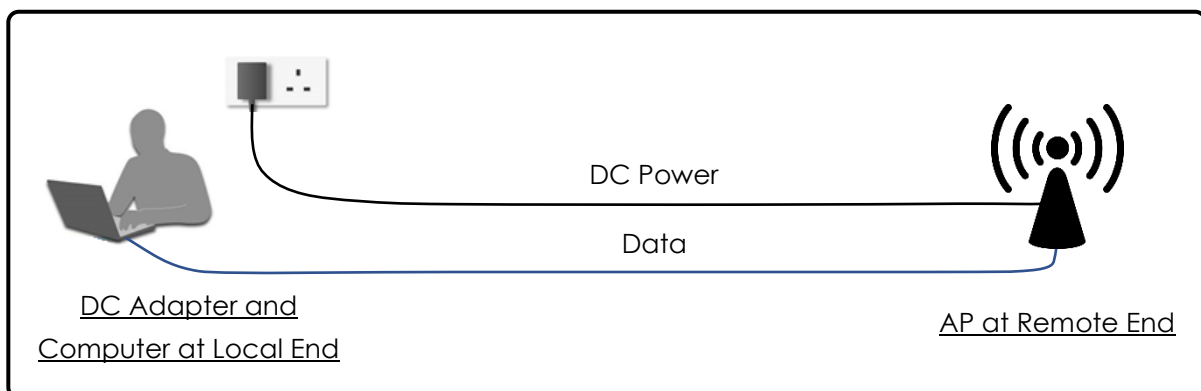 DC Power
Data
DC Adapter and
Computer at Local End
AP at Remote End